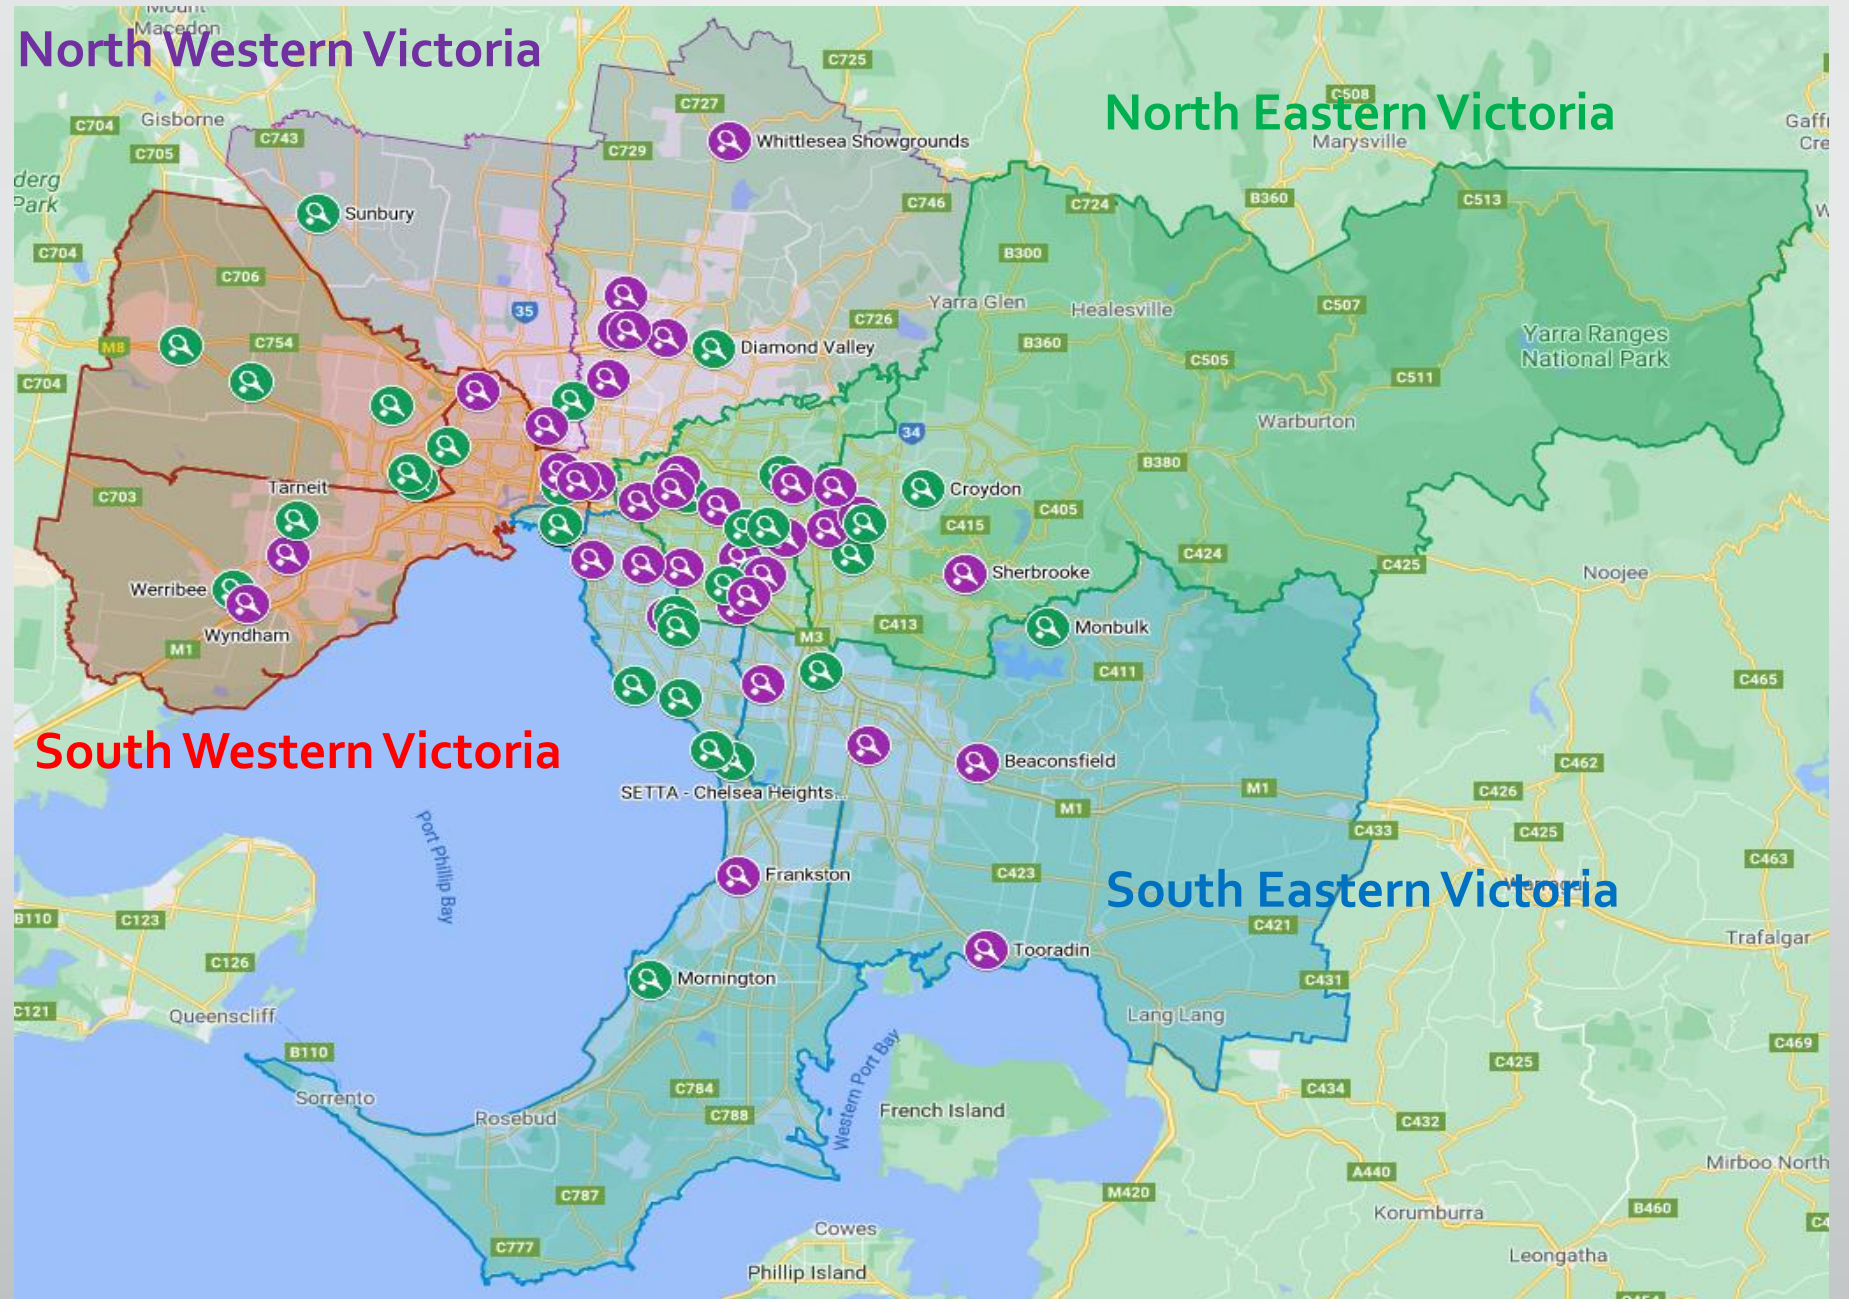 Mount
Macedon
North Western Victoria
C725
C508
C727
North Eastern Victoria
C704
Gisborne
C743
Marysville
C705
C729
Whittlesea Showgrounds
derg
Park
C746
C724
B360
C513
Sunbury
C704
C706
B300
35
Yarra Glen
Healesville
C507
C726
M8
C754
Diamond Valley
B360
Yarra Ranges
National Park
C505
C704
C511
34
Warburton
B380
Tarneit
C703
Croydon
C405
C415
C424
C425
Noojee
Werribee
Sherbrooke
Wyndham
C413
M3
Monbulk
M1
C411
C465
South Western Victoria
Beaconsfield
C462
SETTA - Chelsea Heights...
M1
C426
M1
C433
C425
Port Phillip Bay
C463
Frankston
C423
South Eastern Victoria
B110
C123
C421
Trafalgar
C126
Tooradin
Mornington
C431
C121
Queenscliff
Lang Lang
B110
Western Port Bay
C469
C425
Sorrento
C784
C434
Rosebud
C788
French Island
C432
A440
Mirboo North
C787
M420
B460
Korumburra
Cowes
C777
Leongatha
Phillip Island